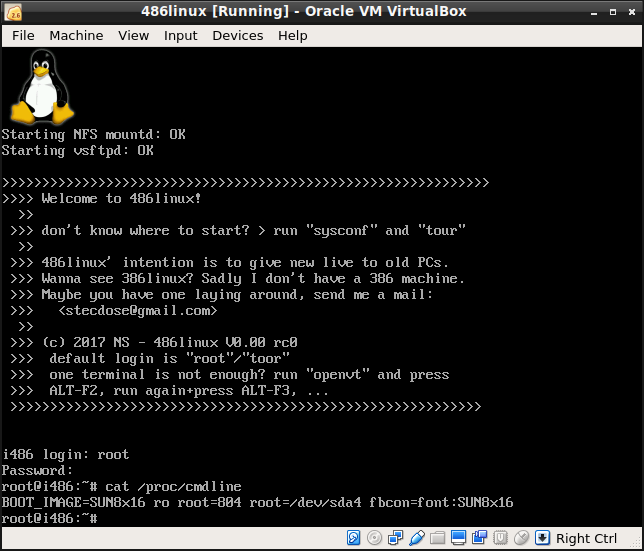 486linux [Running] - Oracle VM VirtualBox
File Machine View Input Devices Help
Starting NFS mountd: OK
Starting vsftpd: OK
>>>>>>>>>>>>>>>>>>>>>>>>>>>>>>>>>>>>>>>>>>>>>>>>>>>>>>>>>>>>>
>>>> Welcome to 486linux!
  >>
 >>> don't know where to start? > run "sysconf" and "tour"
  >>
 >>> 486linux' intention is to give new live to old PCs.
 >>> Wanna see 386linux? Sadly I don't have a 386 machine.
 >>> Maybe you have one laying around, send me a mail:
 >>>   <stecdose@gmail.com>
  >>
 >>> (c) 2017 NS - 486linux V0.00 rc0
 >>>  default login is "root"/"toor"
 >>>  one terminal is not enough? run "openvt" and press
 >>>  ALT-F2, run again+press ALT-F3, ...
 >>>>>>>>>>>>>>>>>>>>>>>>>>>>>>>>>>>>>>>>>>>>>>>>>>>>>>>>>>>
i486 login: root
Password:
root@i486:~# cat /proc/cmdline
BOOT_IMAGE=SUN8x16 ro root=804 root=/dev/sda4 fbcon=font:SUN8x16
root@i486:~#
Right Ctrl